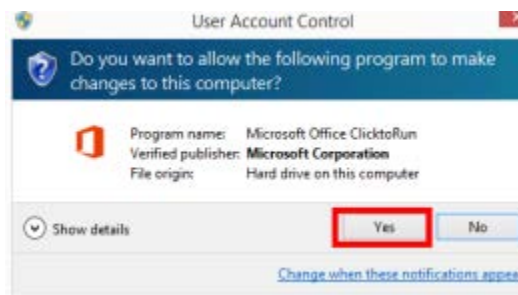 User Account Control
Do you want to allow the following program to make
changes to this computer?
Program name: Microsoft Office ClicktoRun
Verified publisher: Microsoft Corporation
File origin: Hard drive on this computer
Show details Yes No
Change when these notifications appea